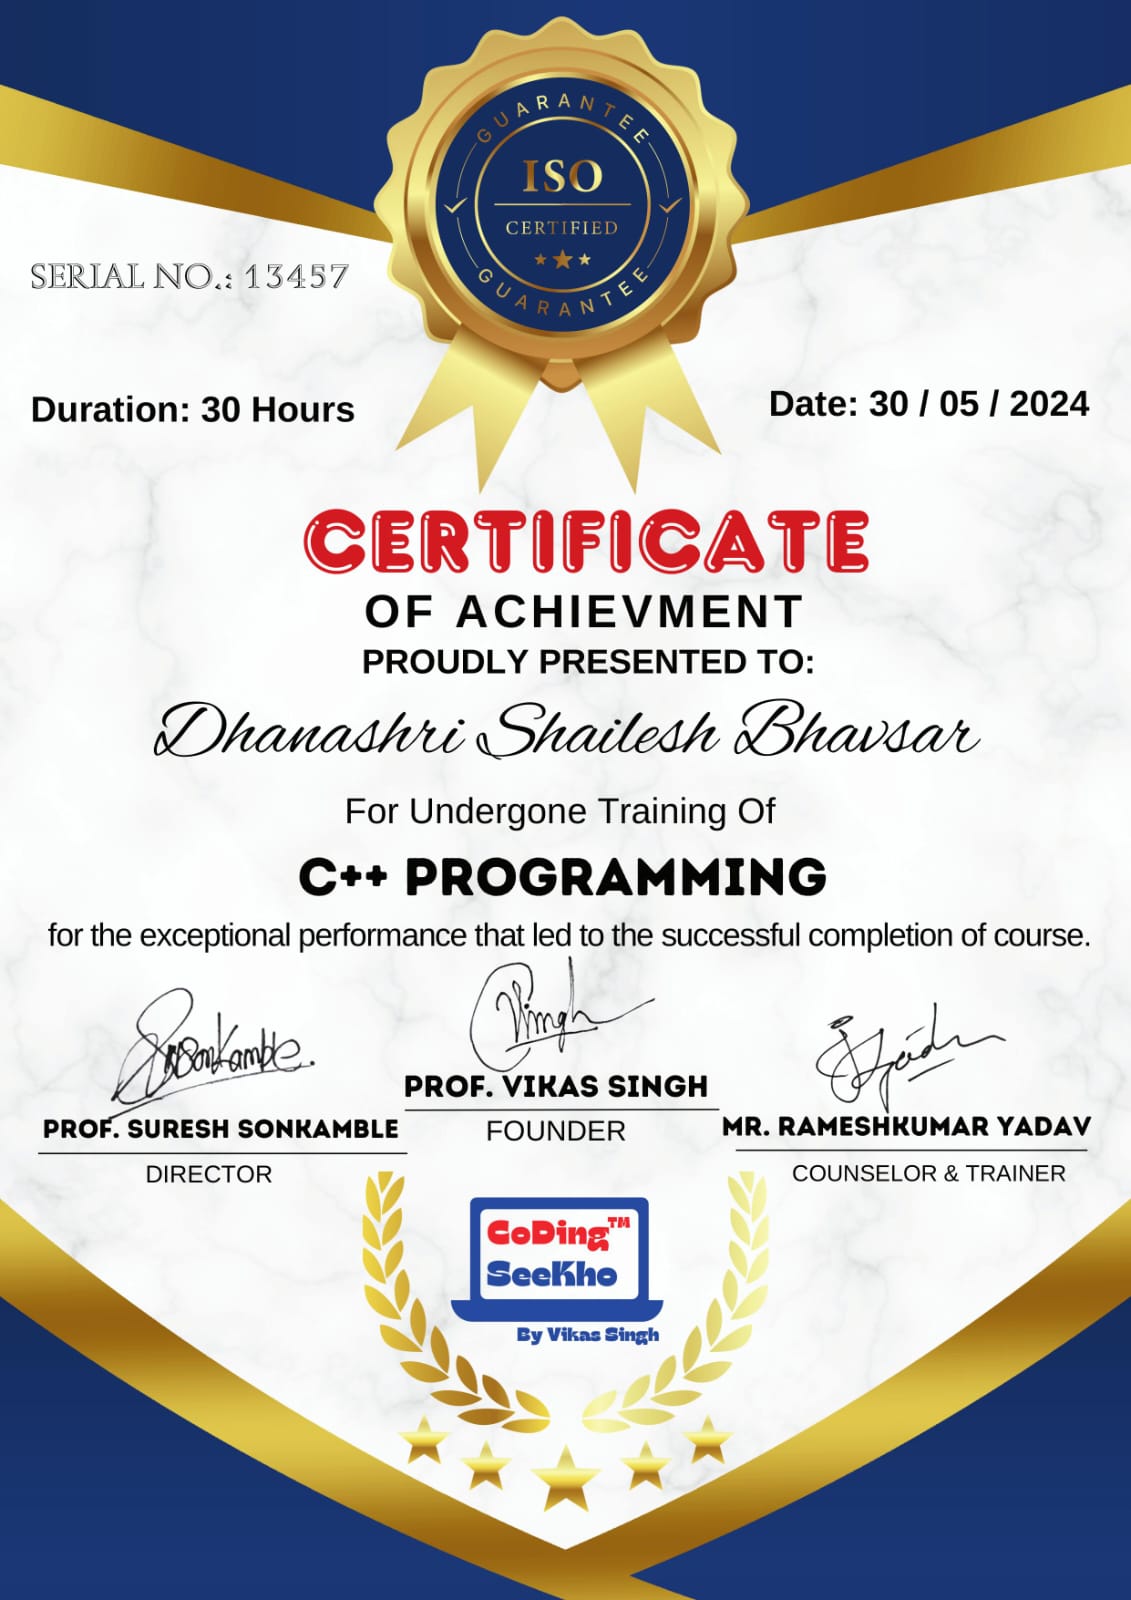 GUARANTEE
ISO
CERTIFIED
GUARANTEE
SERIAL NO.: 13457
Duration: 30 Hours
Date: 30 / 05 / 2024
CERTIFICATE
OF ACHIEVMENT
PROUDLY PRESENTED TO:
Dhanashri Shailesh Bhavsar
For Undergone Training Of
C++ PROGRAMMING
for the exceptional performance that led to the successful completion of course.
SSonkamble.
VSingh
PROF. SURESH SONKAMBLE
DIRECTOR
PROF. VIKAS SINGH
FOUNDER
MR. RAMESHKUMAR YADAV
COUNSELOR & TRAINER
CoDing™
SeeKho
By Vikas Singh